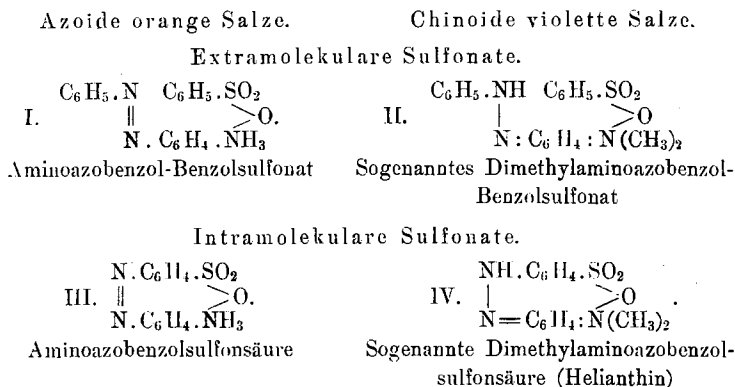 Azoide orange Salze. Chinoide violette Salze.
Extramolekulare Sulfonate.
C₆H₅.N C₆H₅.SO₂ C₆H₅.NH C₆H₅.SO₂
I. || >O. II. | >O
N.C₆H₄.NH₃ N:C₆H₄:N(CH₃)₂
Aminoazobenzol-Benzolsulfonat Sogenanntes Dimethylaminoazobenzol-
Benzolsulfonat
Intramolekulare Sulfonate.
N.C₆H₄.SO₂ NH.C₆H₄.SO₂
III. || >O. IV. | >O .
N.C₆H₄.NH₃ N=C₆H₄:N(CH₃)₂
Aminoazobenzolsulfonsäure Sogenannte Dimethylaminoazobenzol-
sulfonsäure (Helianthin)